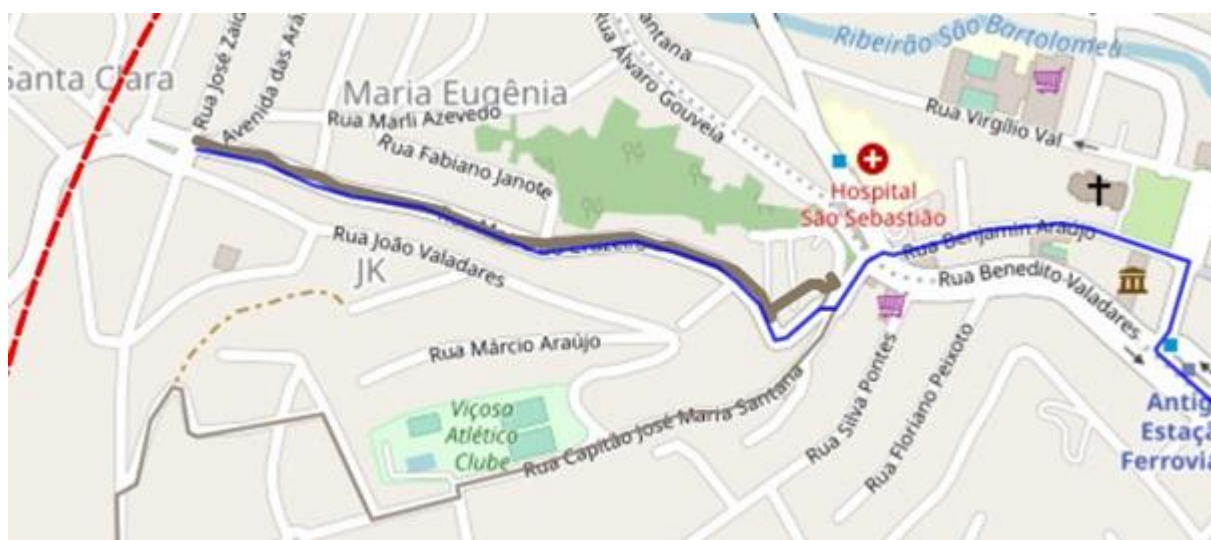 Santa Clara
Rua José Zaid
Avenida das Ara
Maria Eugênia
Rua Marli Azevedo
Rua Fabiano Janote
Rua Álvaro Gouveia
antana
Ribeirão São Bartolomeu
Rua Virgílio Val
Hospital
São Sebastião
Rua João Valadares
JK
Rua Benjamin Araújo
Rua Benedito Valadares
Rua Márcio Araújo
Viçosa
Atlético
Clube
Rua Capitão José Maria Santana
Rua Silva Pontes
Rua Floriano Peixoto
Antig
Estaçã
Ferrovia